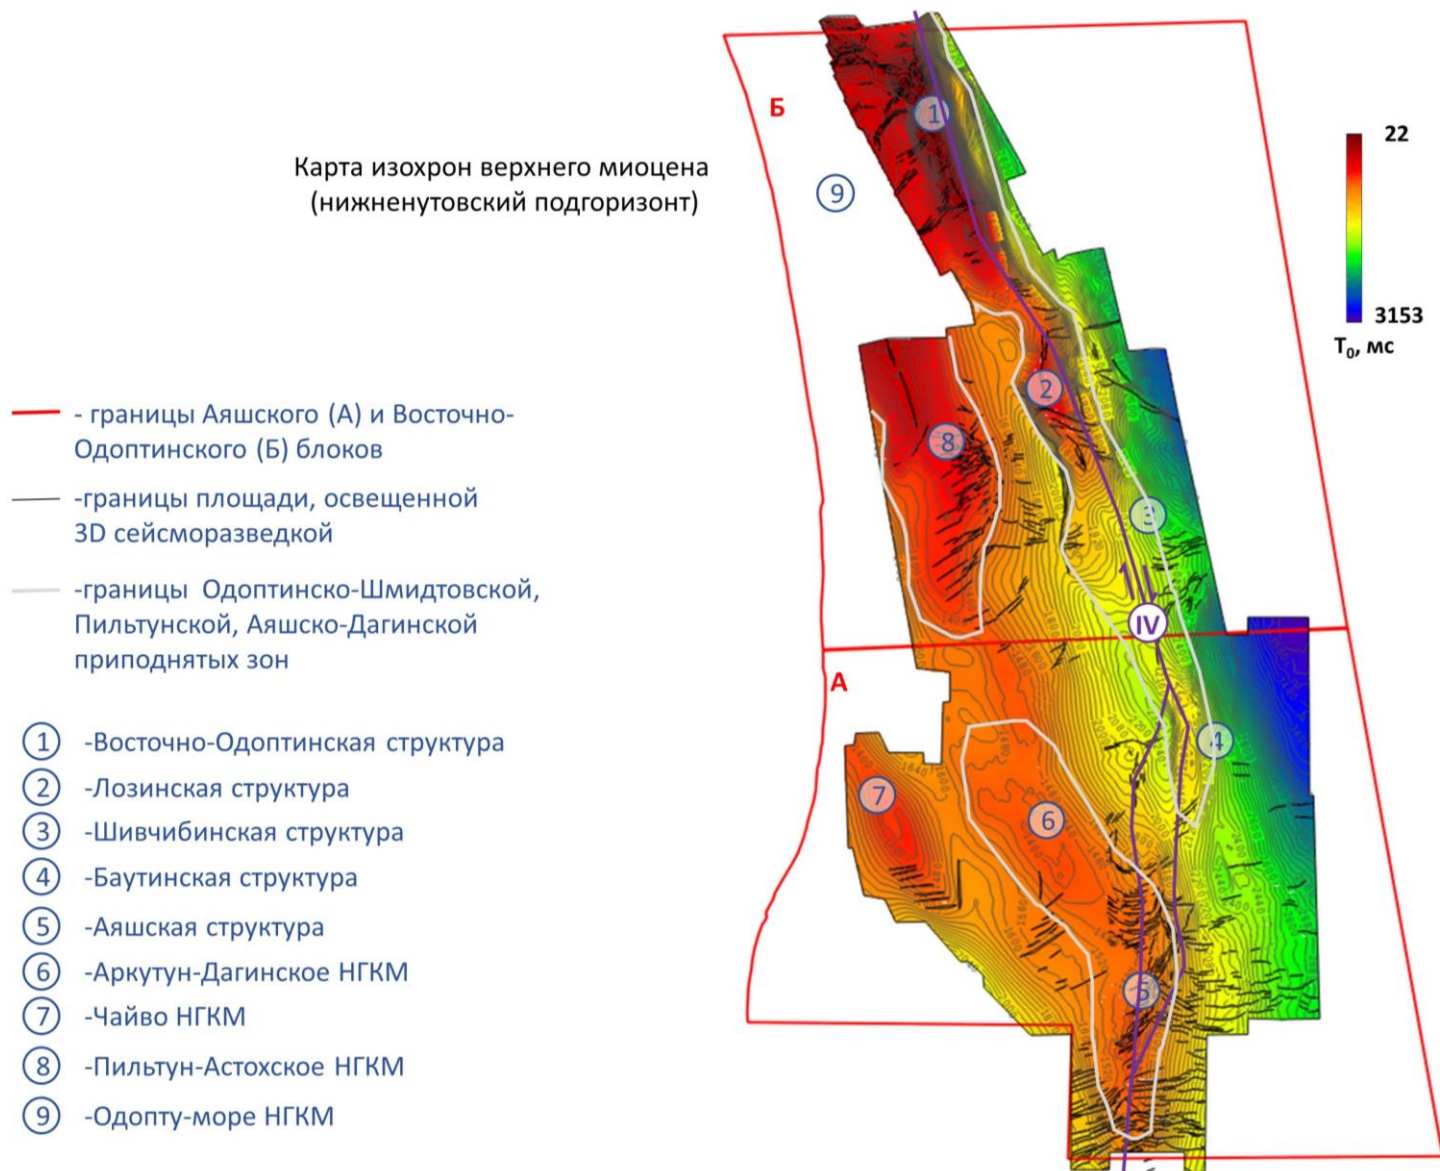 Б
1
22
Карта изохрон верхнего миоцена
(нижненутовский подгоризонт)
9
3153
T₀, мс
2
- границы Аяшского (А) и Восточно-
Одоптинского (Б) блоков
8
-границы площади, освещенной
3D сейсморазведкой
3
-границы Одоптинско-Шмидтовской,
Пильтунской, Аяшско-Дагинской
приподнятых зон
IV
А
1 -Восточно-Одоптинская структура
4
2 -Лозинская структура
7
6
3 -Шивчибинская структура
4 -Баутинская структура
5 -Аяшская структура
6 -Аркутун-Дагинское НГКМ
5
7 -Чайво НГКМ
8 -Пильтун-Астохское НГКМ
9 -Одопту-море НГКМ